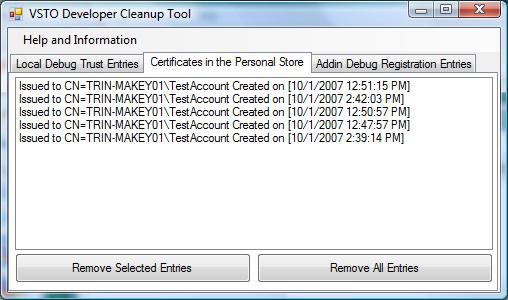 VSTO Developer Cleanup Tool
Help and Information
Local Debug Trust Entries Certificates in the Personal Store Addin Debug Registration Entries
Issued to CN=TRIN-MAKEY01\TestAccount Created on [10/1/2007 12:51:15 PM]
Issued to CN=TRIN-MAKEY01\TestAccount Created on [10/1/2007 2:42:03 PM]
Issued to CN=TRIN-MAKEY01\TestAccount Created on [10/1/2007 12:50:57 PM]
Issued to CN=TRIN-MAKEY01\TestAccount Created on [10/1/2007 12:47:57 PM]
Issued to CN=TRIN-MAKEY01\TestAccount Created on [10/1/2007 2:39:14 PM]
Remove Selected Entries Remove All Entries